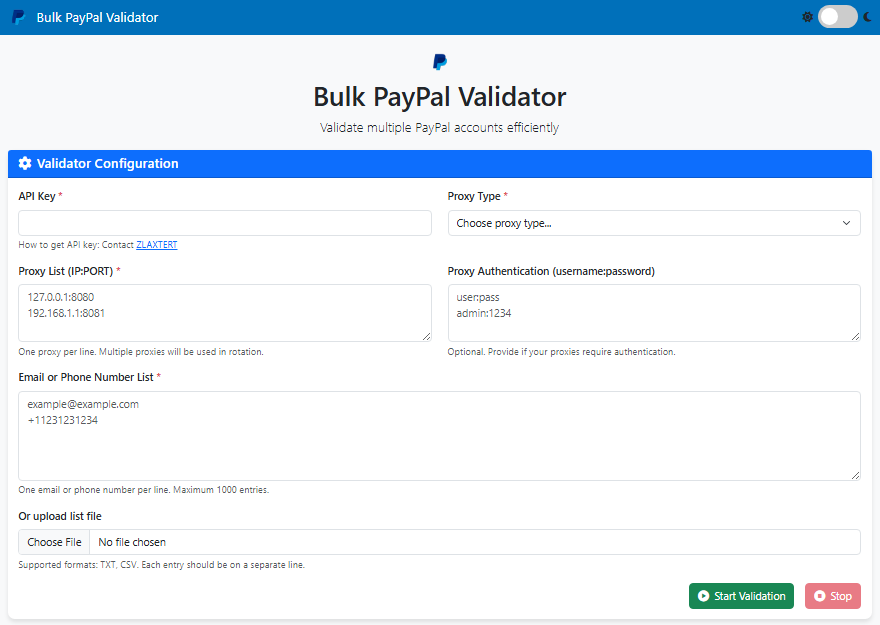 Bulk PayPal Validator
Bulk PayPal Validator
Validate multiple PayPal accounts efficiently
Validator Configuration
API Key *
How to get API key: Contact ZLAXTERT
Proxy Type *
Choose proxy type...
Proxy List (IP:PORT) *
127.0.0.1:8080
192.168.1.1:8081
One proxy per line. Multiple proxies will be used in rotation.
Proxy Authentication (username:password)
user:pass
admin:1234
Optional. Provide if your proxies require authentication.
Email or Phone Number List *
example@example.com
+11231231234
One email or phone number per line. Maximum 1000 entries.
Or upload list file
Choose File No file chosen
Supported formats: TXT, CSV. Each entry should be on a separate line.
Start Validation
Stop